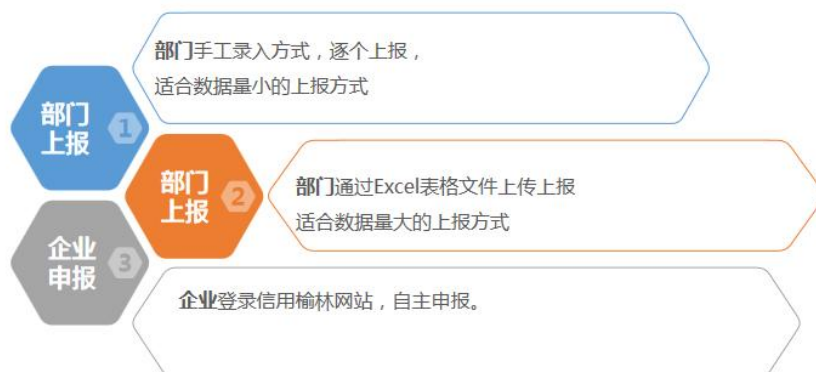 部门手工录入方式，逐个上报，
适合数据量小的上报方式
部门
上报
1
部门通过Excel表格文件上传上报
适合数据量大的上报方式
部门
上报
2
企业登录信用榆林网站，自主申报。
企业
申报
3